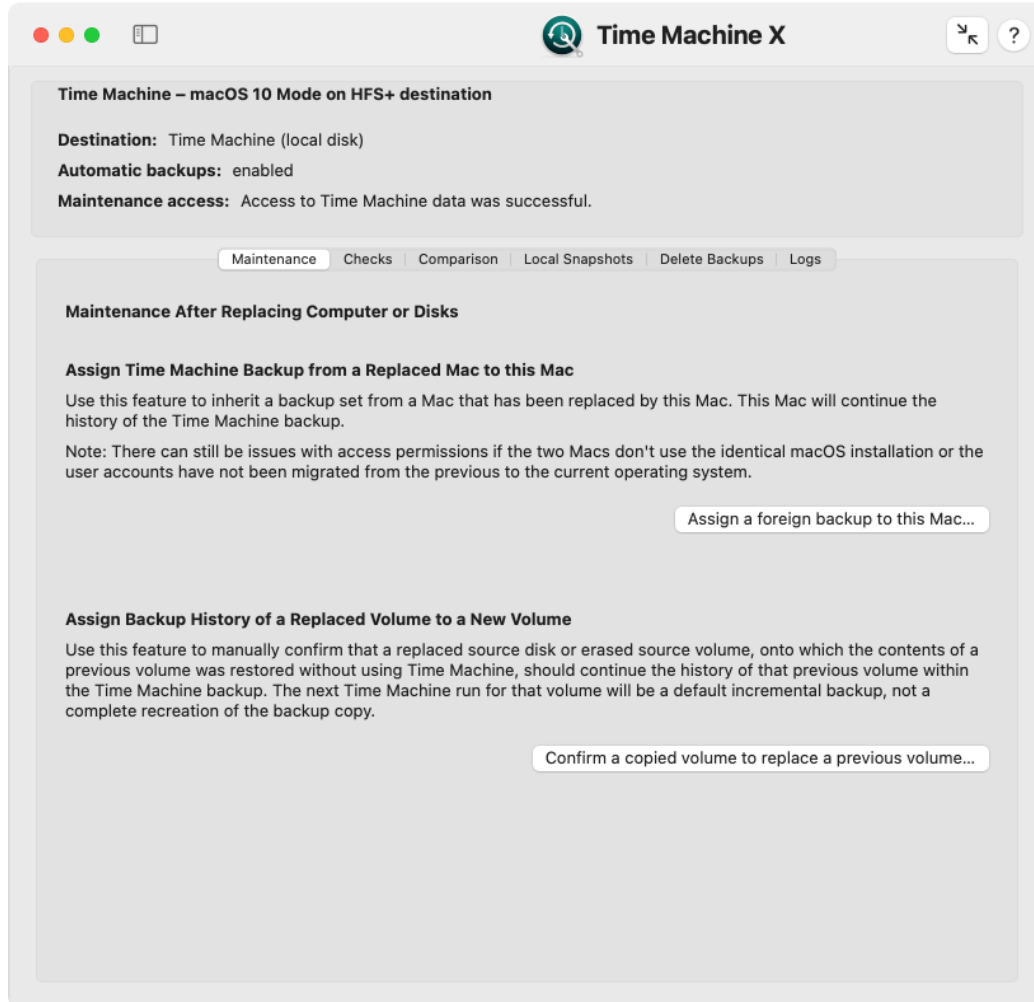 Time Machine X
?
Time Machine – macOS 10 Mode on HFS+ destination
Destination: Time Machine (local disk)
Automatic backups: enabled
Maintenance access: Access to Time Machine data was successful.
Maintenance Checks Comparison Local Snapshots Delete Backups Logs
Maintenance After Replacing Computer or Disks
Assign Time Machine Backup from a Replaced Mac to this Mac
Use this feature to inherit a backup set from a Mac that has been replaced by this Mac. This Mac will continue the
history of the Time Machine backup.
Note: There can still be issues with access permissions if the two Macs don't use the identical macOS installation or the
user accounts have not been migrated from the previous to the current operating system.
Assign a foreign backup to this Mac...
Assign Backup History of a Replaced Volume to a New Volume
Use this feature to manually confirm that a replaced source disk or erased source volume, onto which the contents of a
previous volume was restored without using Time Machine, should continue the history of that previous volume within
the Time Machine backup. The next Time Machine run for that volume will be a default incremental backup, not a
complete recreation of the backup copy.
Confirm a copied volume to replace a previous volume...